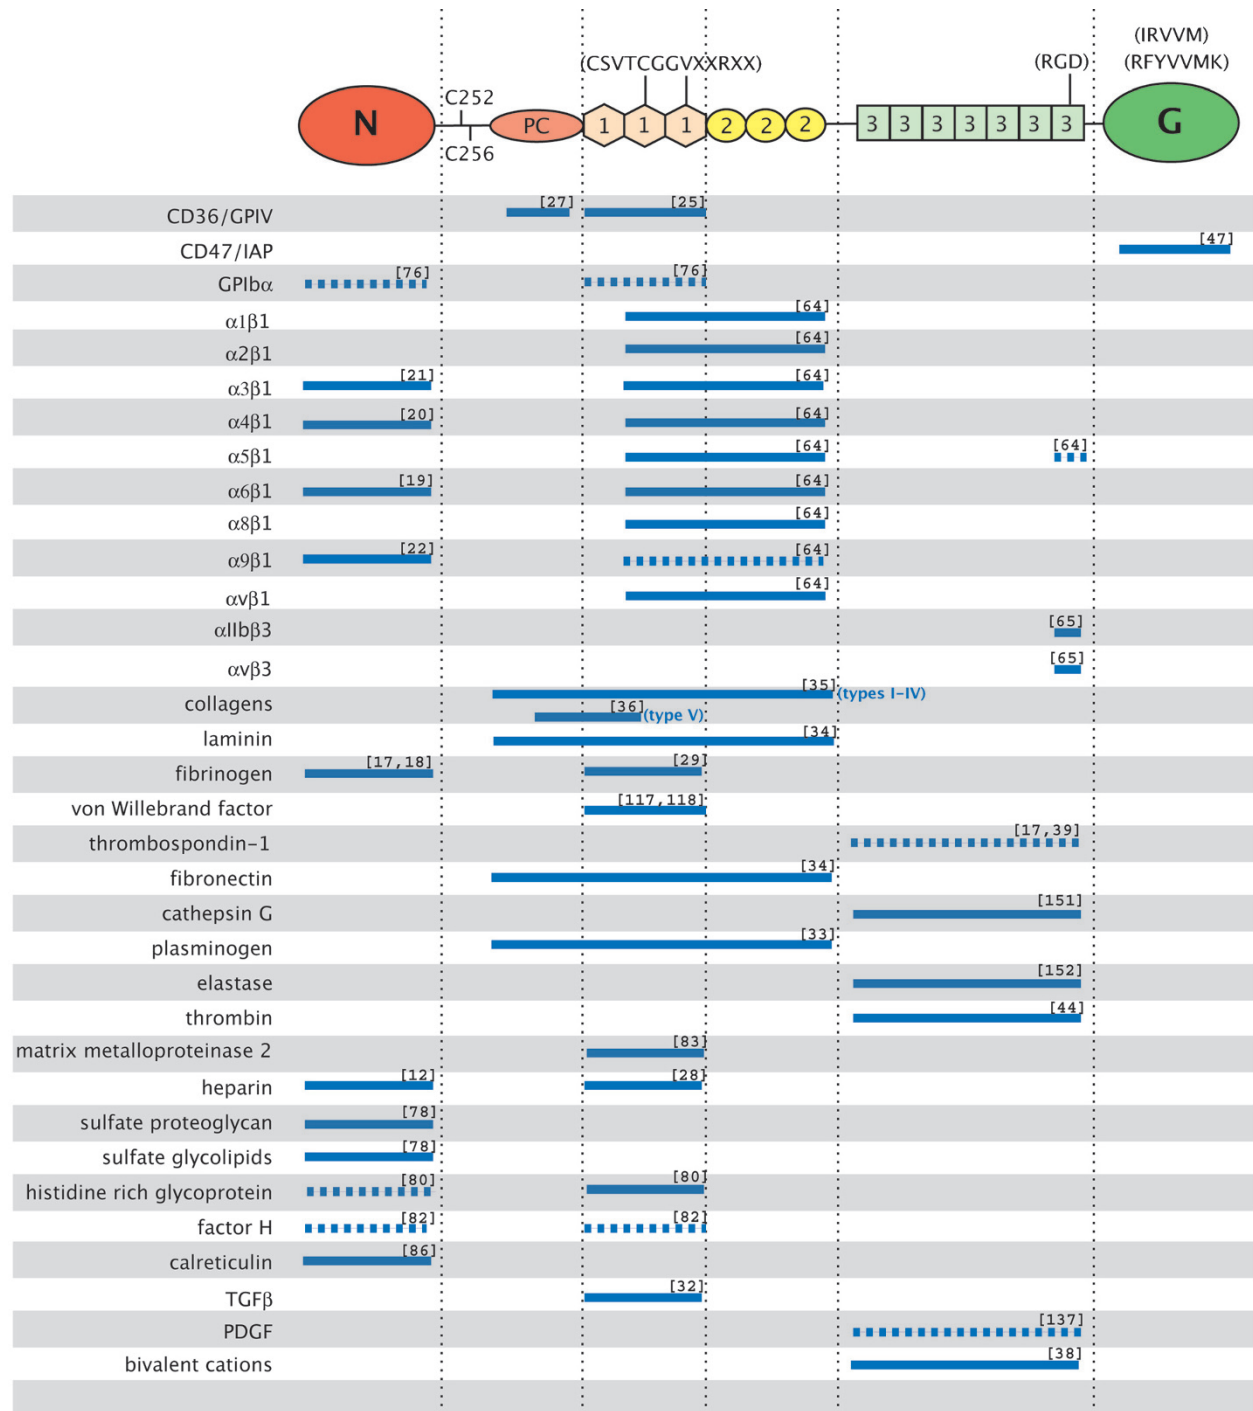 (IRVVM)
(CSVTCGGVXXRXX) (RGD) (RFYVVMK)
C252
N PC 1 1 1 2 2 2 3 3 3 3 3 3 3 G
C256
CD36/GPIV [27] [25]
CD47/IAP [47]
GPIbα [76] [76]
α1β1 [64]
α2β1 [64]
α3β1 [21] [64]
α4β1 [20] [64]
α5β1 [64] [64]
α6β1 [19] [64]
α8β1 [64]
α9β1 [22] [64]
αvβ1 [64]
αIIbβ3 [65]
αvβ3 [65]
collagens [35] (types I-IV)
[36] (type V)
laminin [34]
fibrinogen [17,18] [29]
von Willebrand factor [117,118]
thrombospondin-1 [17,39]
fibronectin [34]
cathepsin G [151]
plasminogen [33]
elastase [152]
thrombin [44]
matrix metalloproteinase 2 [83]
heparin [12] [28]
sulfate proteoglycan [78]
sulfate glycolipids [78]
histidine rich glycoprotein [80] [80]
factor H [82] [82]
calreticulin [86]
TGFβ [32]
PDGF [137]
bivalent cations [38]